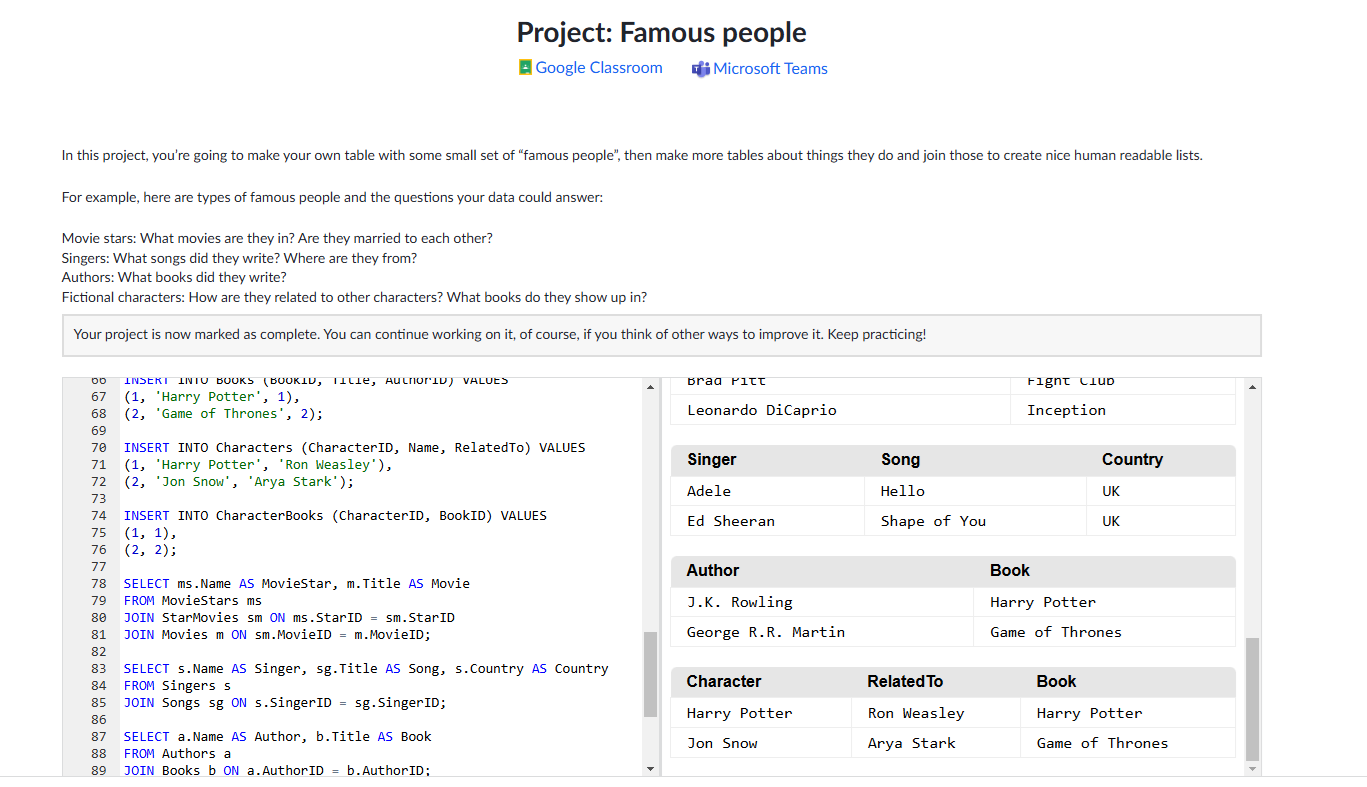 Project: Famous people
Google Classroom Microsoft Teams
In this project, you're going to make your own table with some small set of “famous people”, then make more tables about things they do and join those to create nice human readable lists.
For example, here are types of famous people and the questions your data could answer:
Movie stars: What movies are they in? Are they married to each other?
Singers: What songs did they write? Where are they from?
Authors: What books did they write?
Fictional characters: How are they related to other characters? What books do they show up in?
Your project is now marked as complete. You can continue working on it, of course, if you think of other ways to improve it. Keep practicing!
66 INSERT INTO Books (BookID, Title, AuthorID) VALUES
67 (1, 'Harry Potter', 1),
68 (2, 'Game of Thrones', 2);
69
70 INSERT INTO Characters (CharacterID, Name, RelatedTo) VALUES
71 (1, 'Harry Potter', 'Ron Weasley'),
72 (2, 'Jon Snow', 'Arya Stark');
73
74 INSERT INTO CharacterBooks (CharacterID, BookID) VALUES
75 (1, 1),
76 (2, 2);
77
78 SELECT ms.Name AS MovieStar, m.Title AS Movie
79 FROM MovieStars ms
80 JOIN StarMovies sm ON ms.StarID = sm.StarID
81 JOIN Movies m ON sm.MovieID = m.MovieID;
82
83 SELECT s.Name AS Singer, sg.Title AS Song, s.Country AS Country
84 FROM Singers s
85 JOIN Songs sg ON s.SingerID = sg.SingerID;
86
87 SELECT a.Name AS Author, b.Title AS Book
88 FROM Authors a
89 JOIN Books b ON a.AuthorID = b.AuthorID;
Brad Pitt Fight Club
Leonardo DiCaprio Inception
Singer Song Country
Adele Hello UK
Ed Sheeran Shape of You UK
Author Book
J.K. Rowling Harry Potter
George R.R. Martin Game of Thrones
Character RelatedTo Book
Harry Potter Ron Weasley Harry Potter
Jon Snow Arya Stark Game of Thrones